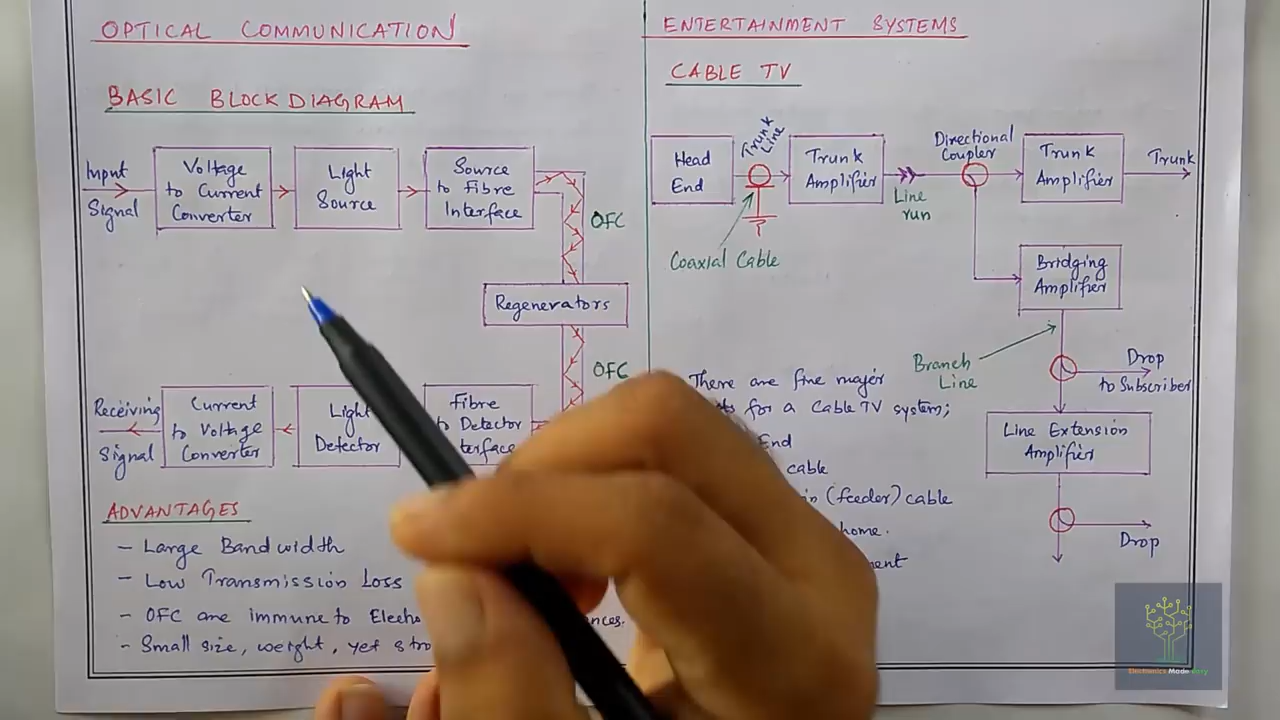 OPTICAL COMMUNICATION
BASIC BLOCK DIAGRAM
Input
Signal
Voltage
to Current
Converter
Light
Source
Source
to Fibre
Interface
OFC
Regenerators
OFC
Receiving
Signal
Current
to Voltage
Converter
Light
Detector
Fibre
to Detector
ADVANTAGES
- Large Bandwidth
- Low Transmission Loss
- OFC are immune to
- Small size, weight, yet
ENTERTAINMENT SYSTEMS
CABLE TV
Head
End
Trunk
Line
Coaxial Cable
Trunk
Amplifier
Line
run
Directional
Coupler
Trunk
Amplifier
Trunk
Bridging
Amplifier
Branch
Line
Drop
to Subscriber
Line Extension
Amplifier
Drop
There are five major
for a Cable TV system;
End
cable
(feeder) cable
home.
Electronics Made Easy